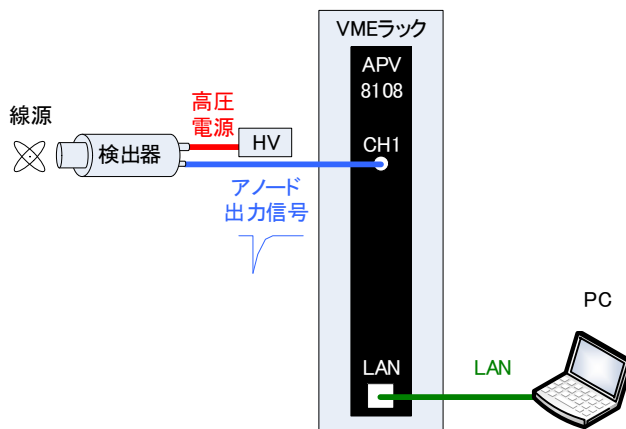 VMEラック
APV
8108
線源
高圧
電源
HV
検出器
CH1
アノード
出力信号
PC
LAN
LAN